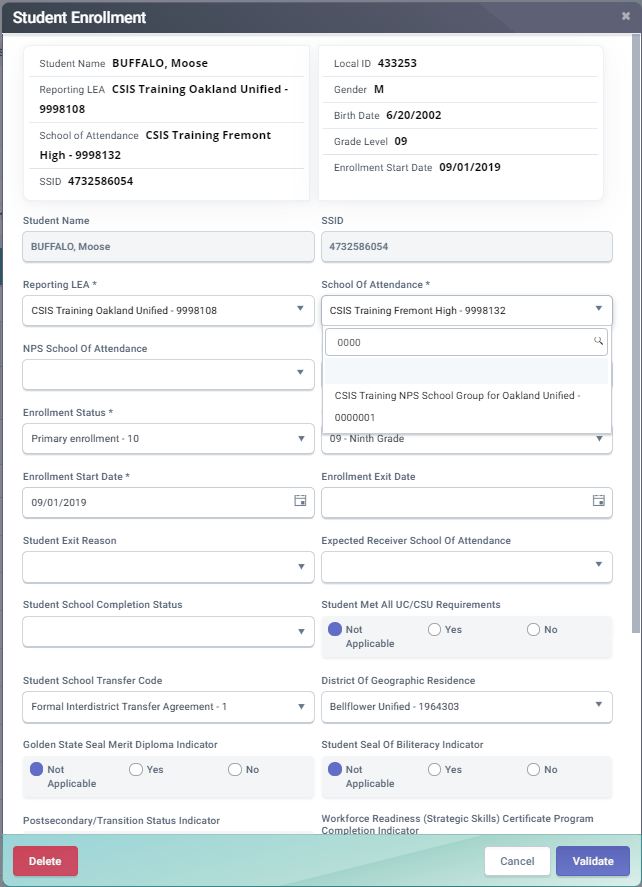 Student Enrollment
Student Name BUFFALO, Moose
Reporting LEA CSIS Training Oakland Unified -
9998108
School of Attendance CSIS Training Fremont
High - 9998132
SSID 4732586054
Local ID 433253
Gender M
Birth Date 6/20/2002
Grade Level 09
Enrollment Start Date 09/01/2019
Student Name
BUFFALO, Moose
SSID
4732586054
Reporting LEA *
CSIS Training Oakland Unified - 9998108
School Of Attendance *
CSIS Training Fremont High - 9998132
0000
CSIS Training NPS School Group for Oakland Unified -
0000001
NPS School Of Attendance
Enrollment Status *
Primary enrollment - 10
09 - Ninth Grade
Enrollment Start Date *
09/01/2019
Enrollment Exit Date
Student Exit Reason
Expected Receiver School Of Attendance
Student School Completion Status
Student Met All UC/CSU Requirements
Not
Applicable
Yes
No
Student School Transfer Code
Formal Interdistrict Transfer Agreement - 1
District Of Geographic Residence
Bellflower Unified - 1964303
Golden State Seal Merit Diploma Indicator
Not
Applicable
Yes
No
Student Seal Of Biliteracy Indicator
Not
Applicable
Yes
No
Postsecondary/Transition Status Indicator
Workforce Readiness (Strategic Skills) Certificate Program
Completion Indicator
Delete
Cancel
Validate